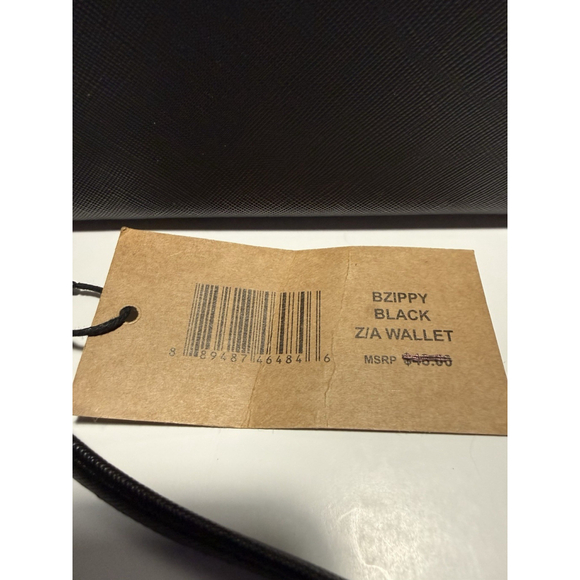 BZIPPY
BLACK
Z/A WALLET
MSRP
8 89487 46484 6